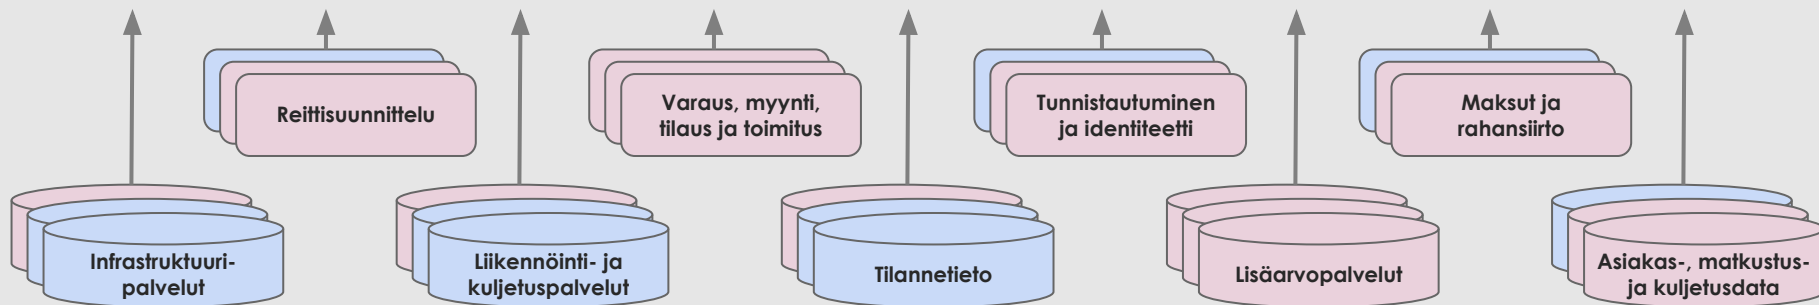 Reittisuunnittelu
Varaus, myynti,
tilaus ja toimitus
Tunnistautuminen
ja identiteetti
Maksut ja
rahansiirto
Infrastruktuuri-
palvelut
Liikennöinti- ja
kuljetuspalvelut
Tilannetieto
Lisäarvopalvelut
Asiakas-, matkustus-
ja kuljetusdata